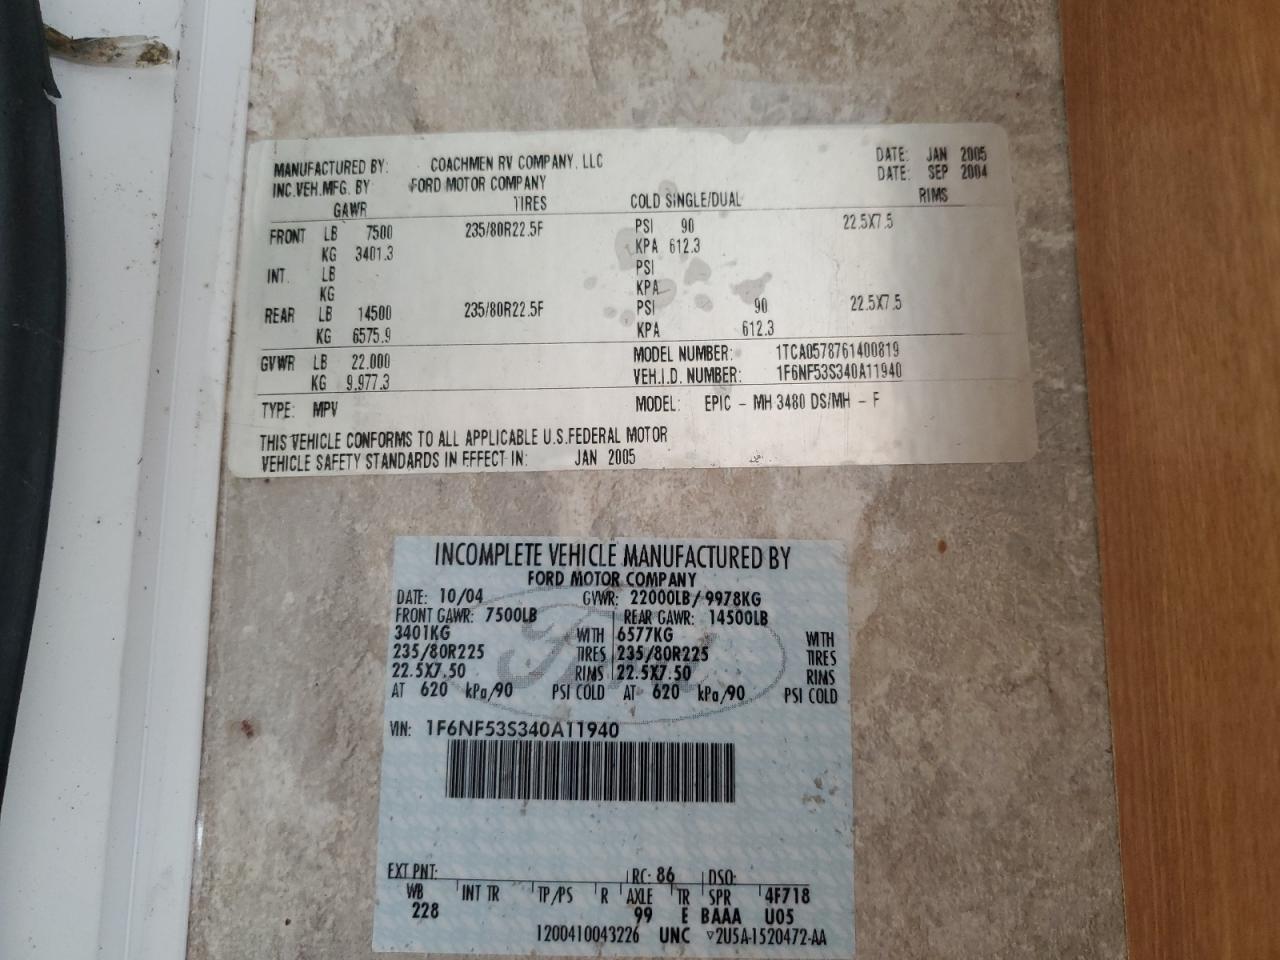 MANUFACTURED BY: COACHMEN RV COMPANY, LLC DATE: JAN 2005
INC.VEH.MFG. BY FORD MOTOR COMPANY DATE: SEP 2004
GAWR TIRES COLD SINGLE/DUAL RIMS
FRONT LB 7500 235/80R22.5F PSI 90 22.5X7.5
KG 3401.3 KPA 612.3
INT. LB PSI
KG KPA
REAR LB 14500 235/80R22.5F PSI 90 22.5X7.5
KG 6575.9 KPA 612.3
GVWR LB 22.000 MODEL NUMBER: 1TCA0578761400819
KG 9.977.3 VEH.I.D. NUMBER: 1F6NF53S340A11940
TYPE: MPV MODEL: EPIC - MH 3480 DS/MH - F
THIS VEHICLE CONFORMS TO ALL APPLICABLE U.S.FEDERAL MOTOR
VEHICLE SAFETY STANDARDS IN EFFECT IN: JAN 2005
INCOMPLETE VEHICLE MANUFACTURED BY
FORD MOTOR COMPANY
DATE: 10/04 GVWR: 22000LB/9978KG
FRONT GAWR: 7500LB REAR GAWR: 14500LB
3401KG WITH 6577KG WITH
235/80R225 TIRES 235/80R225 TIRES
22.5X7.50 RIMS 22.5X7.50 RIMS
AT 620 kPa/90 PSI COLD AT 620 kPa/90 PSI COLD
VIN: 1F6NF53S340A11940
EXT PNT: RC: 86 DSO:
WB INT TR TP/PS R AXLE TR SPR 4F718
228 99 E BAAA U05
1200410043226 UNC ▽2U5A-1520472-AA